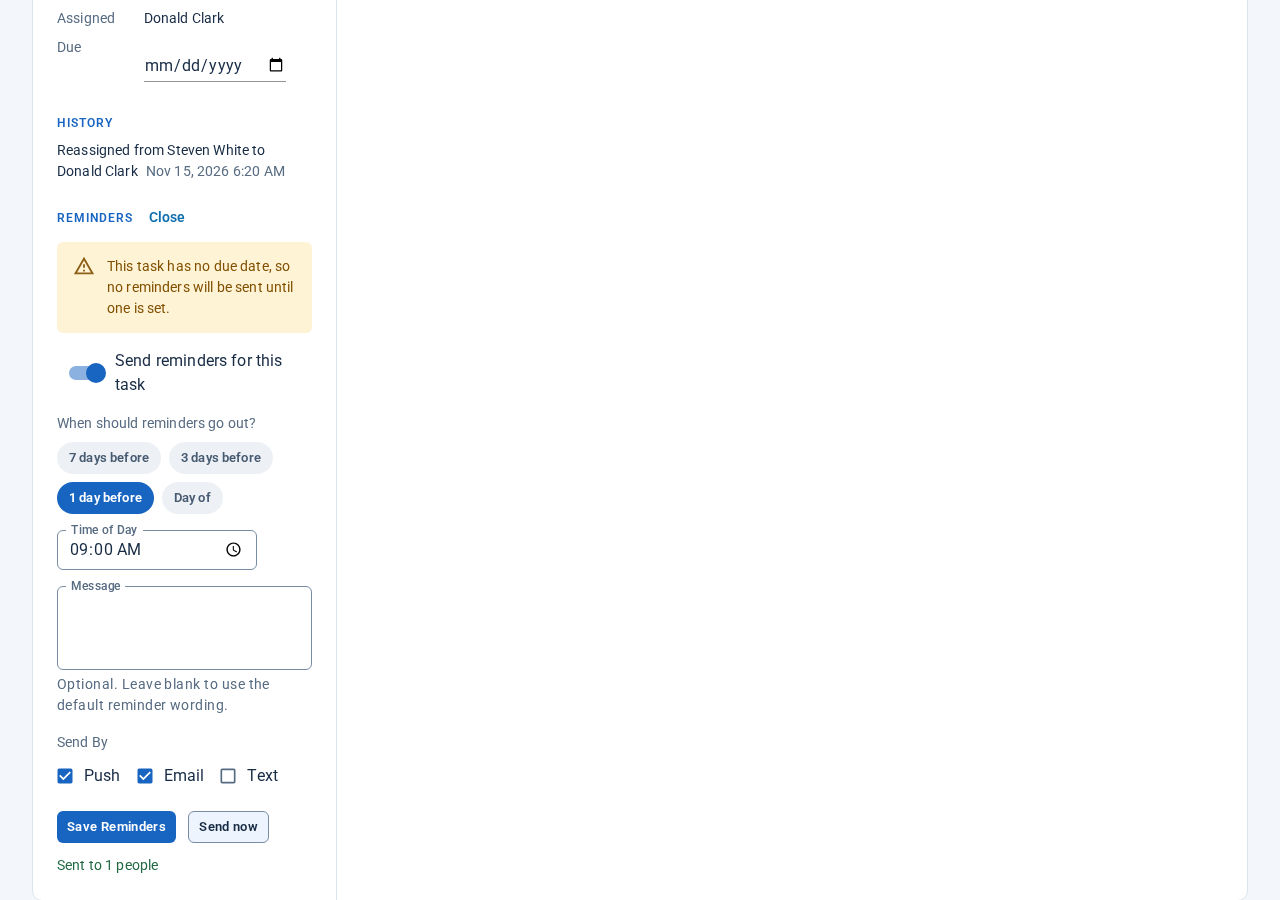 Assigned Donald Clark
Due
mm/dd/yyyy
HISTORY
Reassigned from Steven White to
Donald Clark Nov 15, 2026 6:20 AM
REMINDERS Close
This task has no due date, so
no reminders will be sent until
one is set.
Send reminders for this
task
When should reminders go out?
7 days before 3 days before
1 day before Day of
Time of Day
09:00 AM
Message
Optional. Leave blank to use the
default reminder wording.
Send By
Push Email Text
Save Reminders Send now
Sent to 1 people